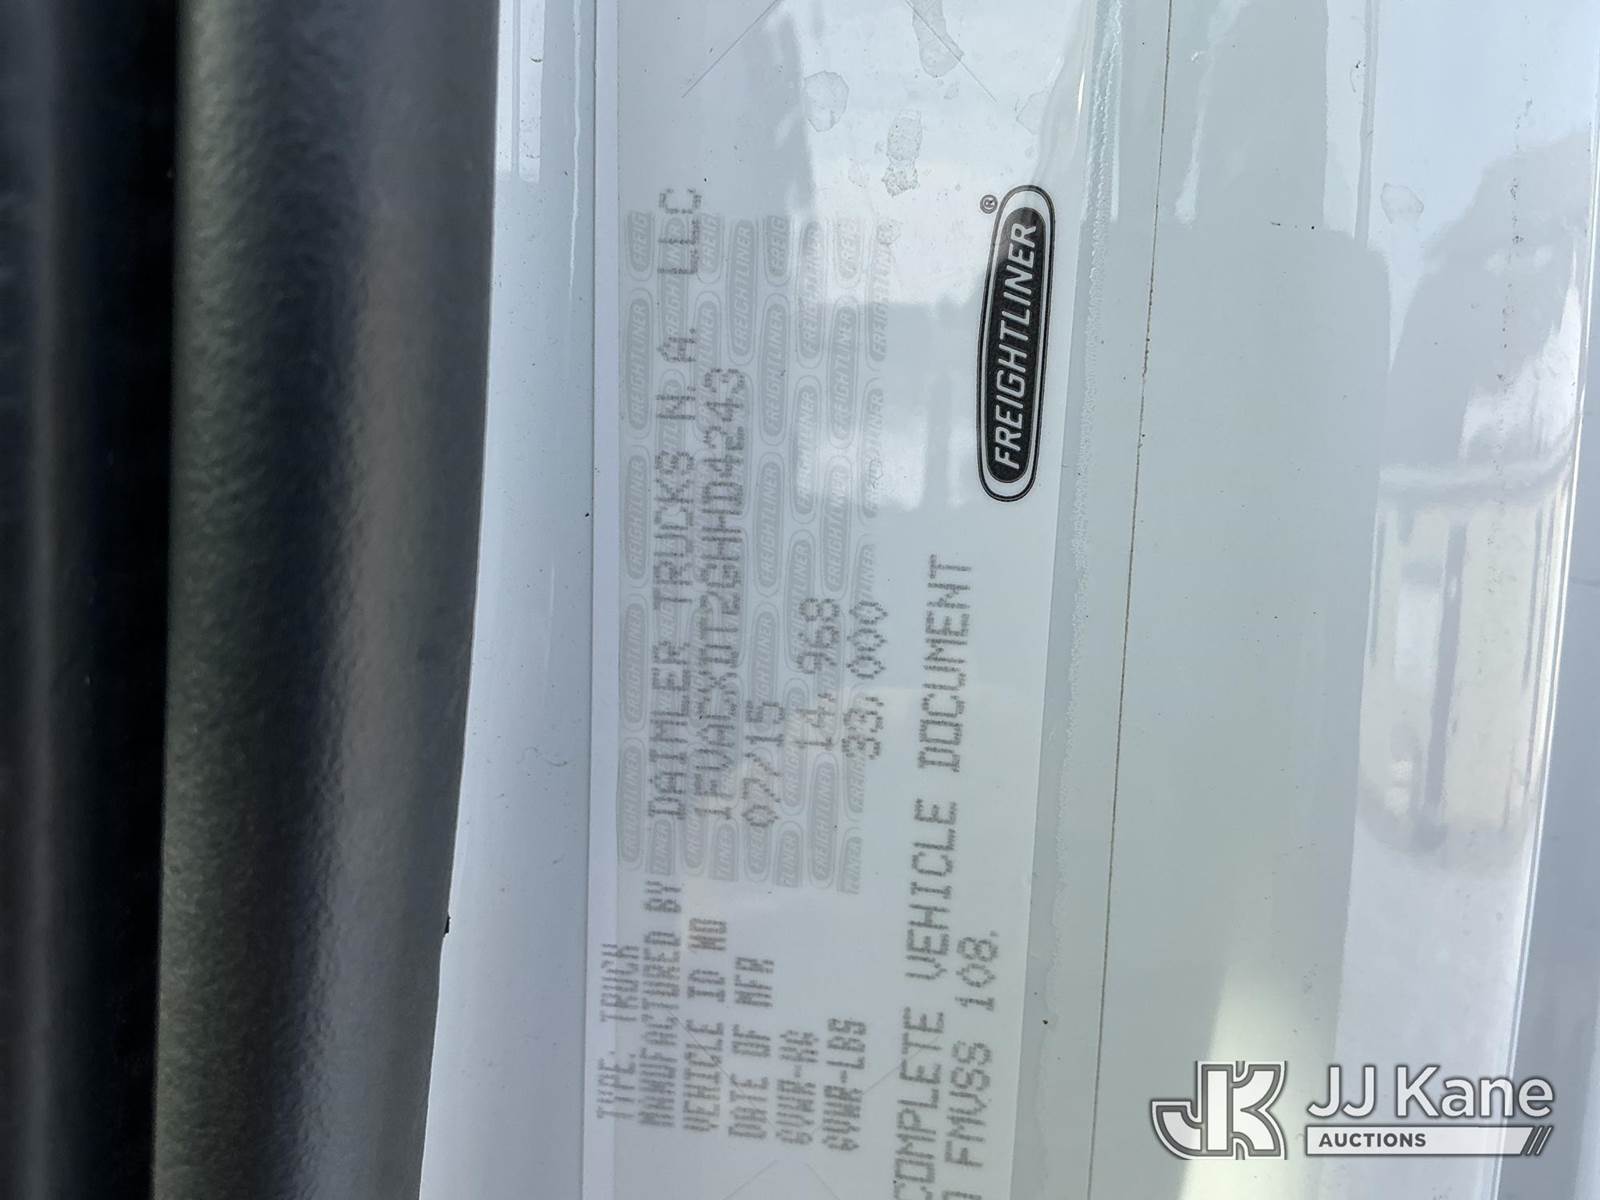 TYPE. TRUCK
MANUFACTURED BY DAIMLER TRUCKS N.A. LLC
VEHICLE ID NO 1FVACXDT2GHHD4243
DATE OF MFR 07/15
GVWR-KG 14,968
GVWR-LBS 33,000
COMPLETE VEHICLE DOCUMENT
FMVSS 108.
FREIGHTLINER®
JJ Kane
AUCTIONS